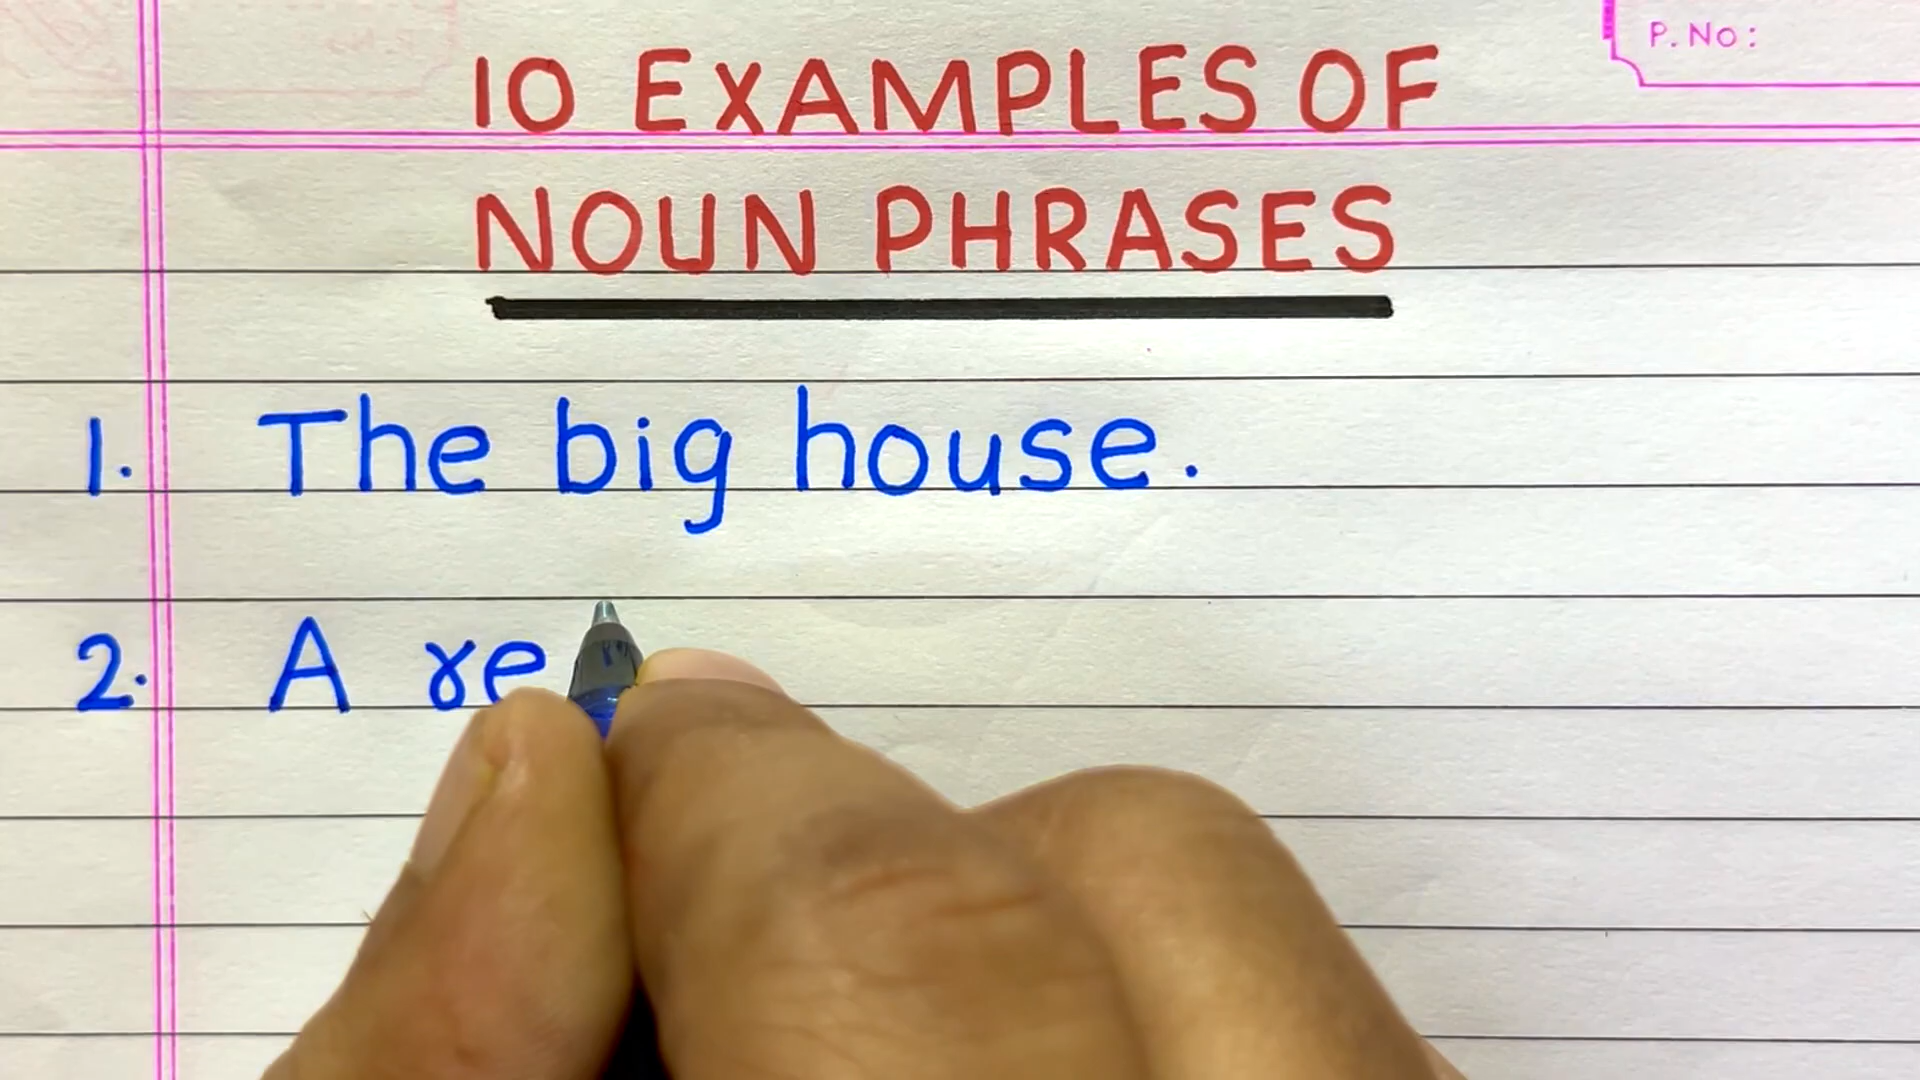 P. No:
10 EXAMPLES OF
NOUN PHRASES
1. The big house.
2. A re